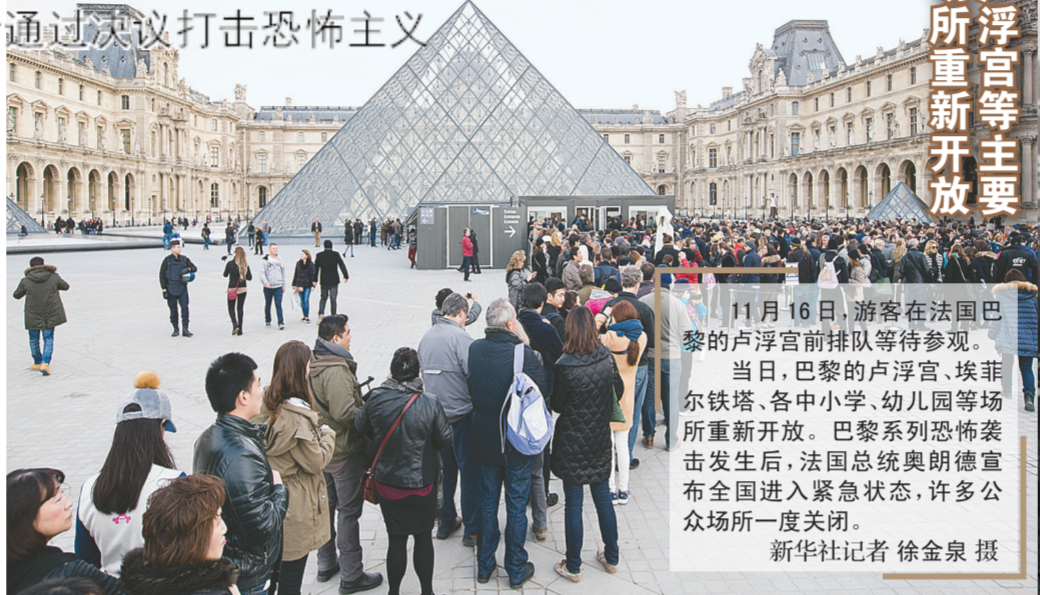 通过决议打击恐怖主义
浮宫等主要
所重新开放
11月16日,游客在法国巴
黎的卢浮宫前排队等待参观。
当日,巴黎的卢浮宫、埃菲
尔铁塔、各中小学、幼儿园等场
所重新开放。巴黎系列恐怖袭
击发生后,法国总统奥朗德宣
布全国进入紧急状态,许多公
众场所一度关闭。
新华社记者 徐金泉 摄